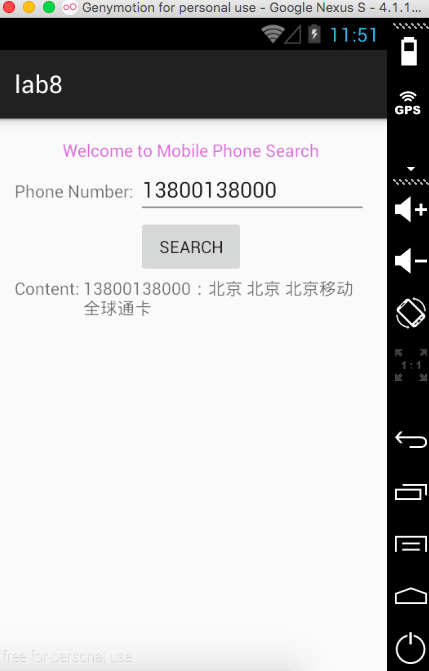 Genymotion for personal use - Google Nexus S - 4.1.1...
11:51
lab8
GPS
Welcome to Mobile Phone Search
Phone Number: 13800138000
SEARCH
Content: 13800138000：北京 北京 北京移动
全球通卡
1:1
free for personal use